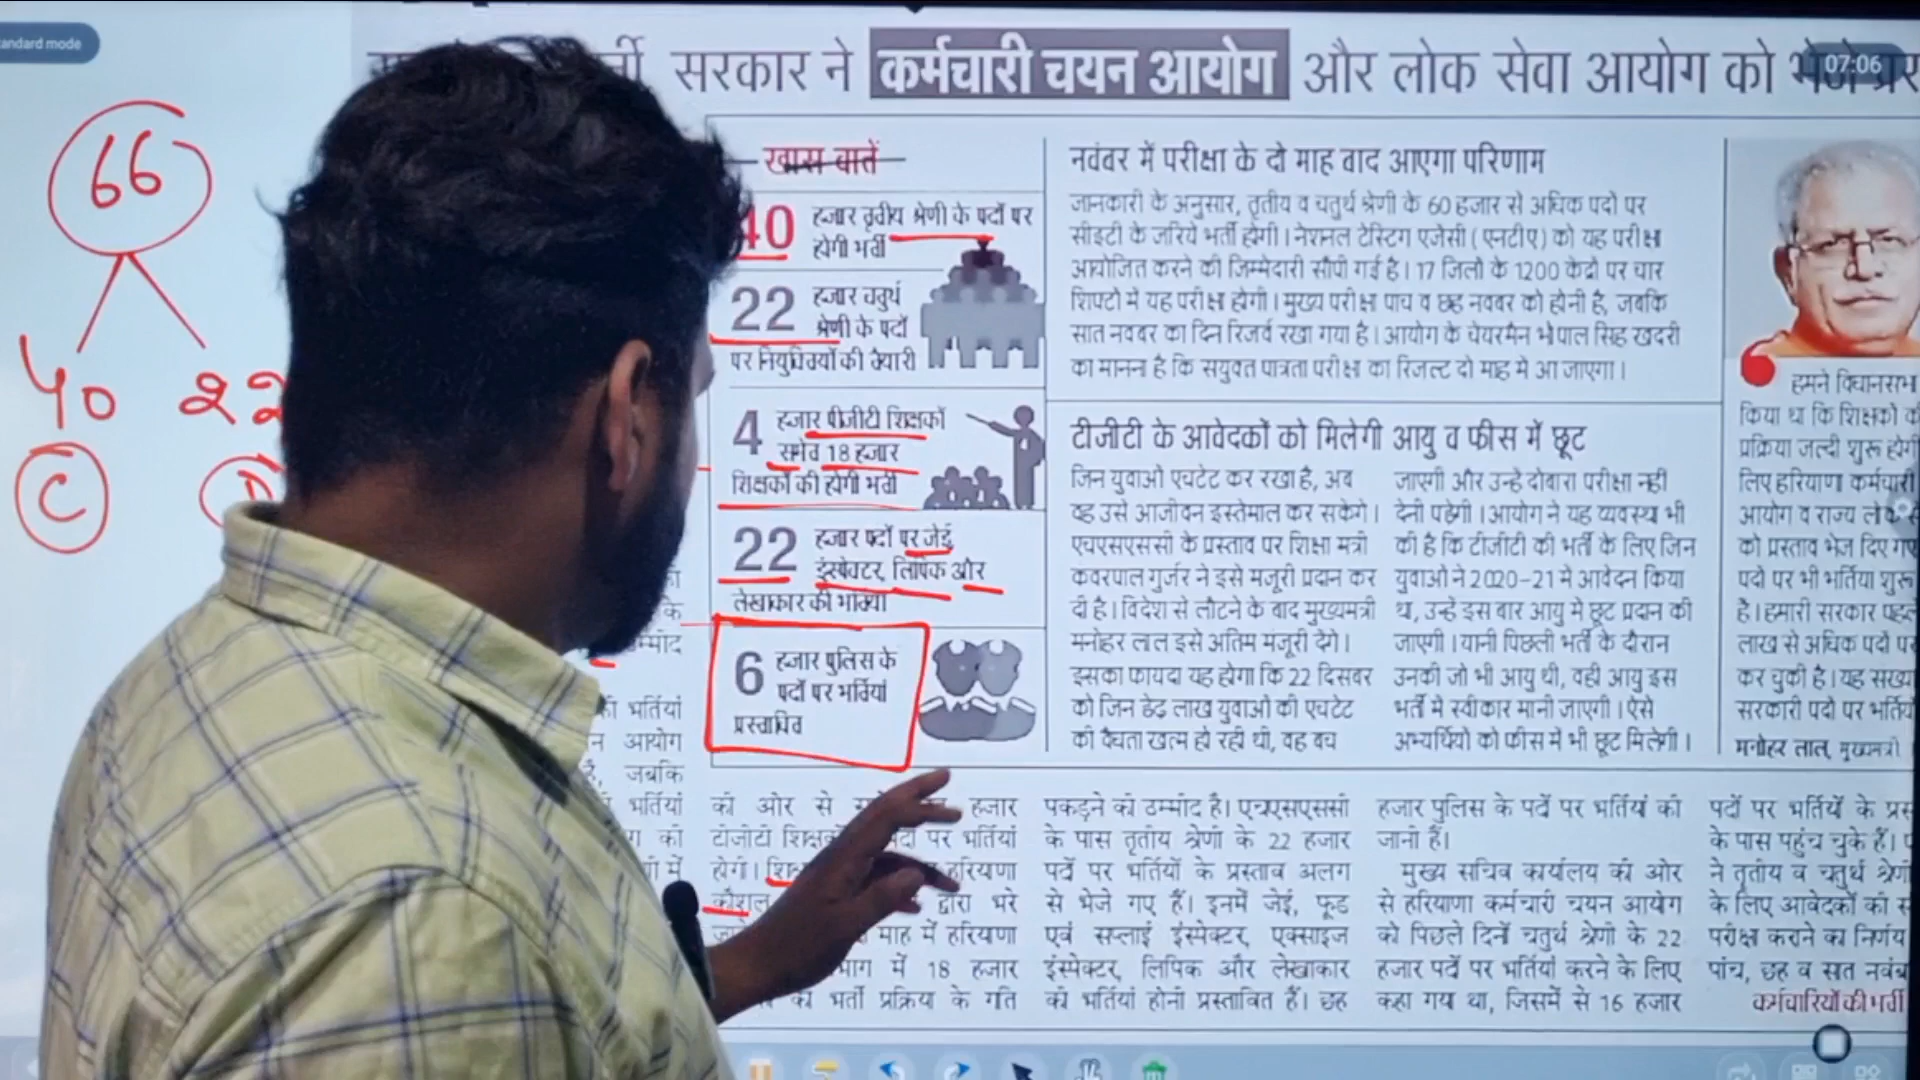 andard mode
सरकार ने कर्मचारी चयन आयोग और लोक सेवा आयोग को भेजे
07:06
66
40 22
C D
खास बातें
40 हजार तृतीय श्रेणी के पदों पर
होगी भर्ती
22 हजार चतुर्थ
श्रेणी के पदों
पर नियुक्तियों की तैयारी
4 हजार पीजीटी शिक्षकों
समेत 18 हजार
शिक्षकों की होगी भर्ती
22 हजार पदों पर जेई,
इंस्पेक्टर, लिपिक और
लेखाकार की भर्तियां
6 हजार पुलिस के
पदों पर भर्तियां
प्रस्तावित
नवंबर में परीक्षा के दो माह बाद आएगा परिणाम
जानकारी के अनुसार, तृतीय व चतुर्थ श्रेणी के 60 हजार से अधिक पदों पर
सीइटी के जरिये भर्ती होगी। नेशनल टेस्टिंग एजेंसी (एनटीए) को यह परीक्षा
आयोजित करने की जिम्मेदारी सौंपी गई है। 17 जिलों के 1200 केंद्रों पर चार
शिफ्टों में यह परीक्षा होगी। मुख्य परीक्षा पांच व छह नवंबर को होनी है, जबकि
सात नवंबर का दिन रिजर्व रखा गया है। आयोग के चेयरमैन भोपाल सिंह खदरी
का मानना है कि संयुक्त पात्रता परीक्षा का रिजल्ट दो माह में आ जाएगा।
टीजीटी के आवेदकों को मिलेगी आयु व फीस में छूट
जिन युवाओं एचटेट कर रखा है, अब
वह उसे आजीवन इस्तेमाल कर सकेंगे।
एचएसएससी के प्रस्ताव पर शिक्षा मंत्री
कंवरपाल गुर्जर ने इसे मंजूरी प्रदान कर
दी है। विदेश से लौटने के बाद मुख्यमंत्री
मनोहर लाल इसे अंतिम मंजूरी देंगे।
इसका फायदा यह होगा कि 22 दिसंबर
को जिन डेढ़ लाख युवाओं की एचटेट
की वैधता खत्म हो रही थी, वह बच
जाएगी और उन्हें दोबारा परीक्षा नहीं
देनी पड़ेगी। आयोग ने यह व्यवस्था भी
की है कि टीजीटी की भर्ती के लिए जिन
युवाओं ने 2020-21 में आवेदन किया
था, उन्हें इस बार आयु में छूट प्रदान की
जाएगी। यानी पिछली भर्ती के दौरान
उनकी जो भी आयु थी, वही आयु इस
भर्ती में स्वीकार मानी जाएगी। ऐसे
अभ्यर्थियों को फीस में भी छूट मिलेगी।
हमने विधानसभा
किया था कि शिक्षकों की
प्रक्रिया जल्दी शुरू होगी
लिए हरियाणा कर्मचारी
आयोग व राज्य लोक
को प्रस्ताव भेज दिए गए
पदों पर भी भर्तियां शुरू
है। हमारी सरकार पहले
लाख से अधिक पदों पर
कर चुकी है। यह संख्या
सरकारी पदों पर भर्तियों
मनोहर लाल, मुख्यमंत्री
कि
उम्मीद
की भर्तियां
आयोग
है, जबकि
भर्तियां
की
में
की ओर से हजार
टीजीटी शिक्षकों पदों पर भर्तियां
होंगी। हरियाणा
कौशल द्वारा भरे
माह में हरियाणा
में 18 हजार
की भर्ती प्रक्रिया के गति
पकड़ने की उम्मीद है। एचएसएससी
के पास तृतीय श्रेणी के 22 हजार
पदों पर भर्तियों के प्रस्ताव अलग
से भेजे गए हैं। इनमें जेई, फूड
एवं सप्लाई इंस्पेक्टर, एक्साइज
इंस्पेक्टर, लिपिक और लेखाकार
की भर्तियां होनी प्रस्तावित हैं। छह
हजार पुलिस के पदों पर भर्तियां की
जानी हैं।
मुख्य सचिव कार्यालय की ओर
से हरियाणा कर्मचारी चयन आयोग
को पिछले दिनों चतुर्थ श्रेणी के 22
हजार पदों पर भर्तियां करने के लिए
कहा गया था, जिसमें से 16 हजार
पदों पर भर्तियों के
के पास पहुंच चुके हैं।
ने तृतीय व चतुर्थ श्रेणी
के लिए आवेदकों की
परीक्षा कराने का निर्णय
पांच, छह व सात नवंबर
कर्मचारियों की भर्ती